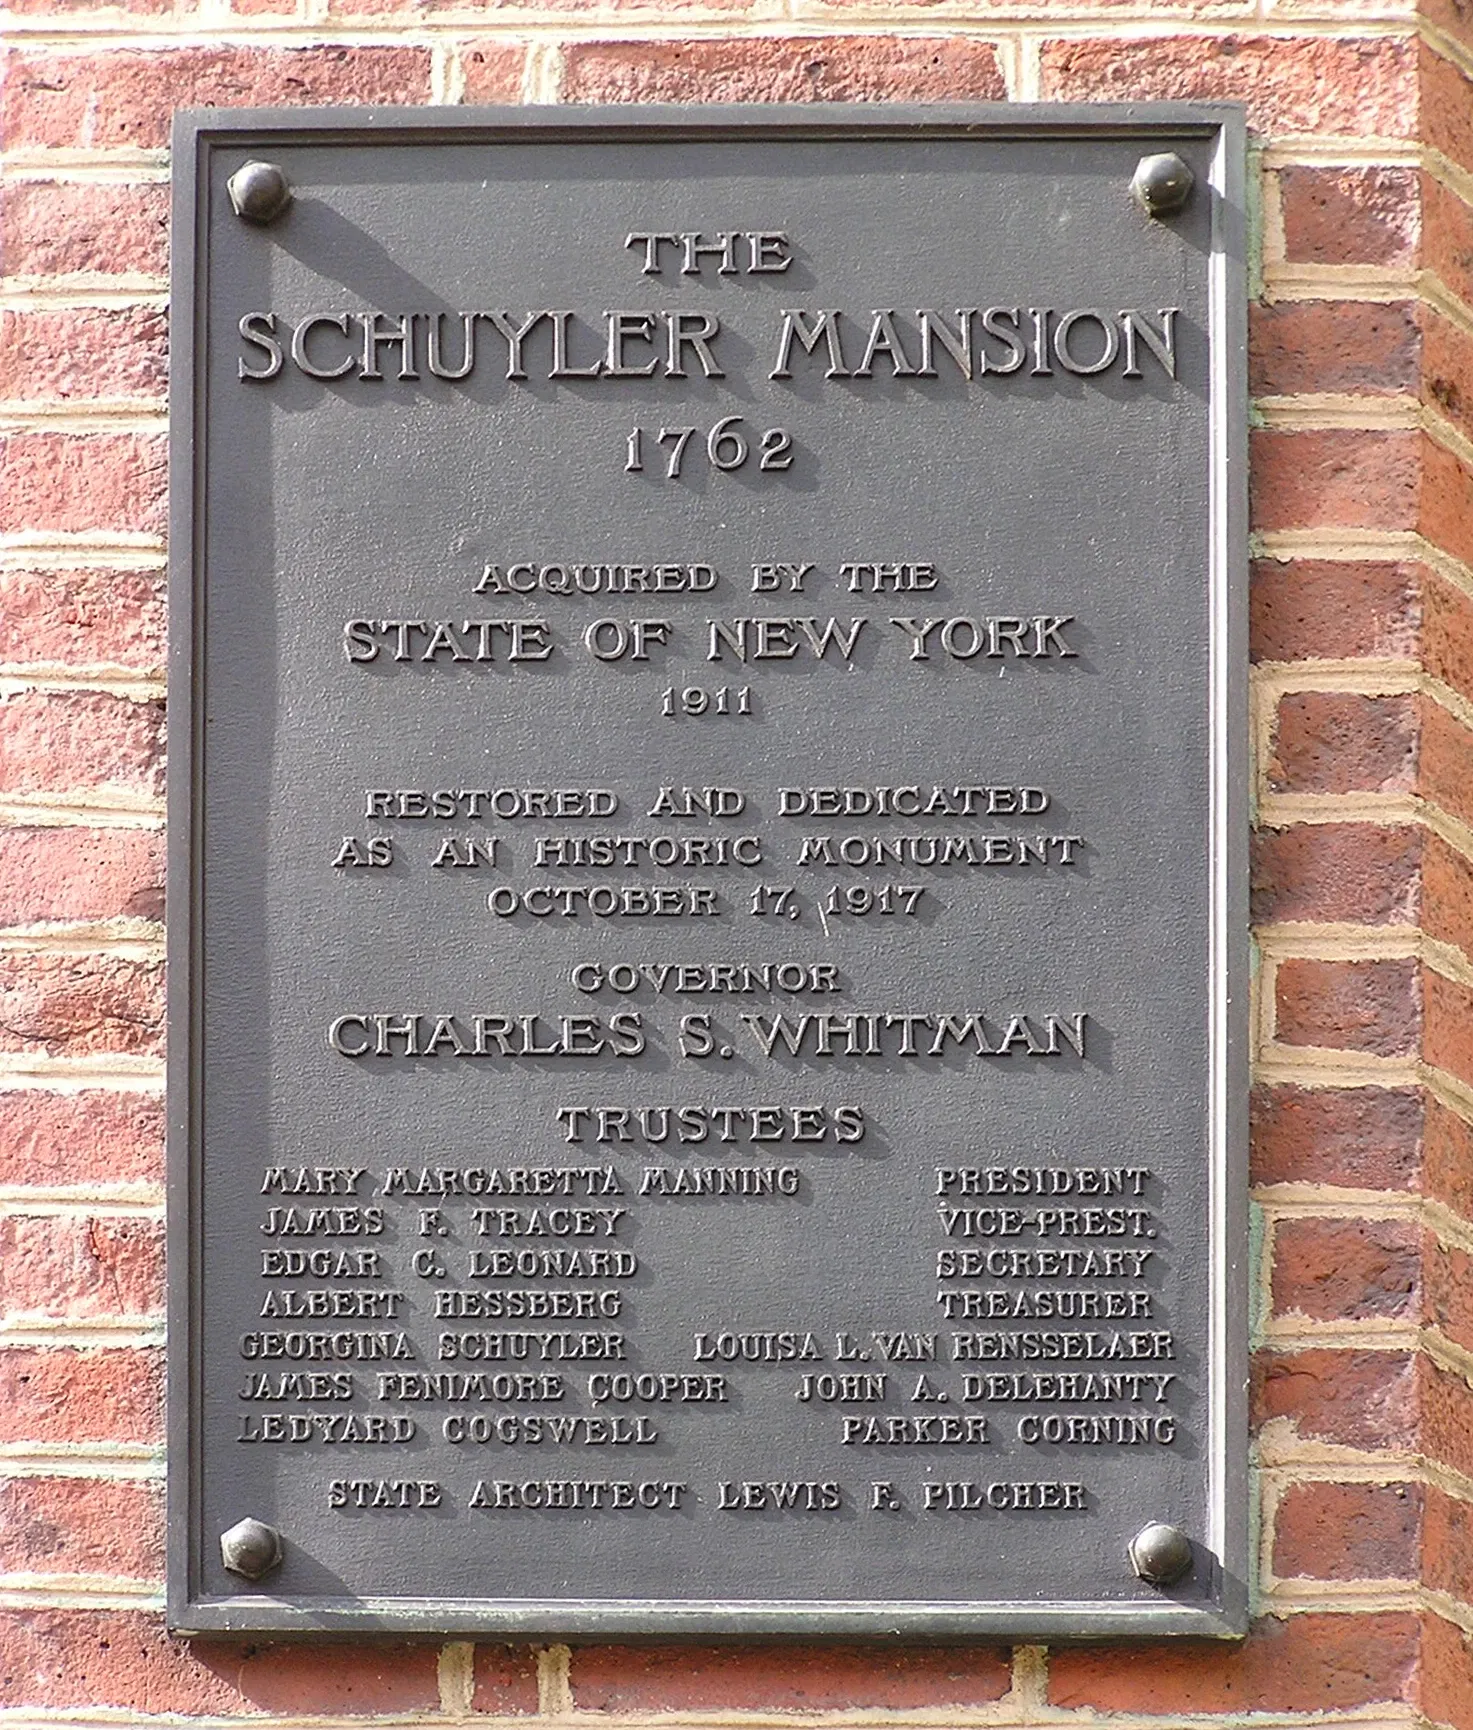 THE
SCHUYLER MANSION
1762
ACQUIRED BY THE
STATE OF NEW YORK
1911
RESTORED AND DEDICATED
AS AN HISTORIC MONUMENT
OCTOBER 17, 1917
GOVERNOR
CHARLES S. WHITMAN
TRUSTEES
MARY MARGARETTA MANNING PRESIDENT
JAMES F. TRACEY VICE-PREST.
EDGAR C. LEONARD SECRETARY
ALBERT HESSBERG TREASURER
GEORGINA SCHUYLER LOUISA L. VAN RENSSELAER
JAMES FENIMORE COOPER JOHN A. DELEHANTY
LEDYARD COGSWELL PARKER CORNING
STATE ARCHITECT LEWIS F. PILCHER